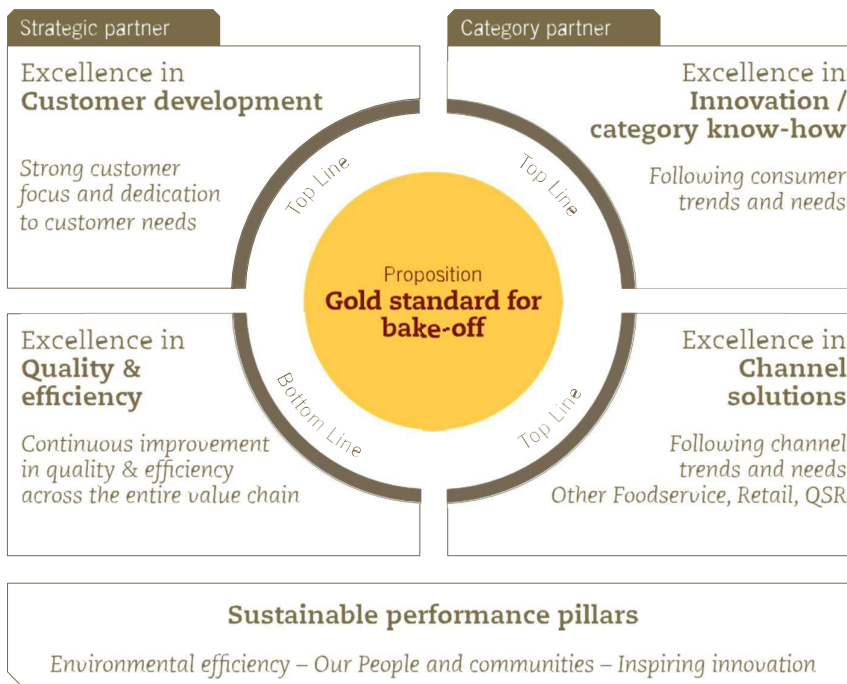 Strategic partner
Excellence in
Customer development
Strong customer
focus and dedication
to customer needs
Top Line
Category partner
Excellence in
Innovation /
category know-how
Following consumer
trends and needs
Top Line
Proposition
Gold standard for
bake-off
Excellence in
Quality &
efficiency
Continuous improvement
in quality & efficiency
across the entire value chain
Bottom Line
Excellence in
Channel
solutions
Following channel
trends and needs
Other Foodservice, Retail, QSR
Top Line
Sustainable performance pillars
Environmental efficiency – Our People and communities – Inspiring innovation